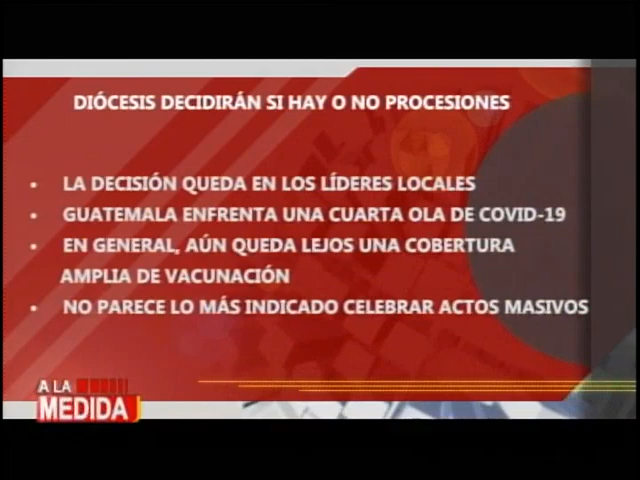 DIÓCESIS DECIDIRÁN SI HAY O NO PROCESIONES
• LA DECISIÓN QUEDA EN LOS LÍDERES LOCALES
• GUATEMALA ENFRENTA UNA CUARTA OLA DE COVID-19
• EN GENERAL, AÚN QUEDA LEJOS UNA COBERTURA
AMPLIA DE VACUNACIÓN
• NO PARECE LO MÁS INDICADO CELEBRAR ACTOS MASIVOS
A LA
MEDIDA